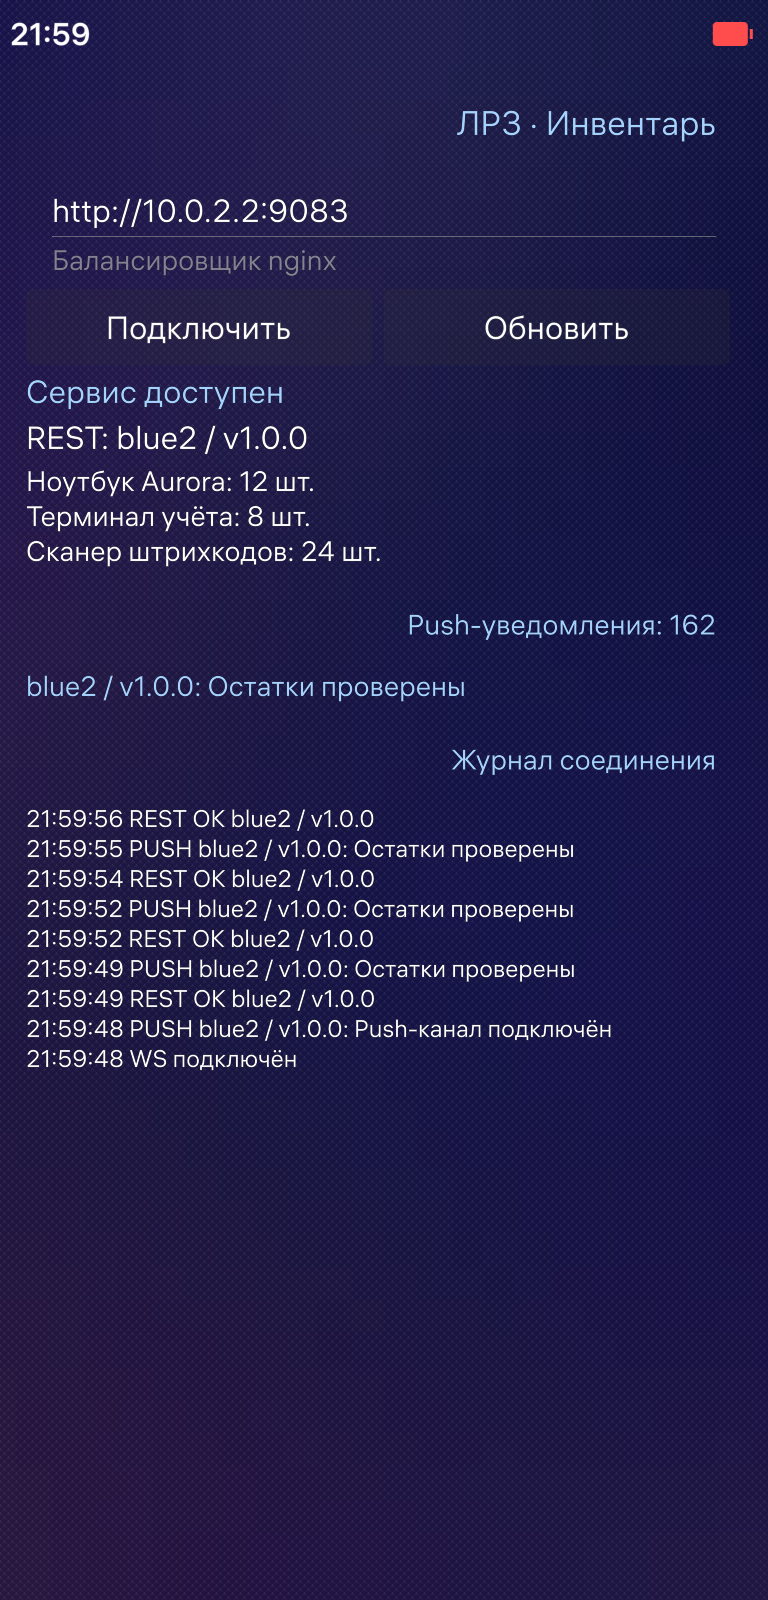 21:59
ЛР3 · Инвентарь
http://10.0.2.2:9083
Балансировщик nginx
Подключить
Обновить
Сервис доступен
REST: blue2 / v1.0.0
Ноутбук Aurora: 12 шт.
Терминал учёта: 8 шт.
Сканер штрихкодов: 24 шт.
Push-уведомления: 162
blue2 / v1.0.0: Остатки проверены
Журнал соединения
21:59:56 REST OK blue2 / v1.0.0
21:59:55 PUSH blue2 / v1.0.0: Остатки проверены
21:59:54 REST OK blue2 / v1.0.0
21:59:52 PUSH blue2 / v1.0.0: Остатки проверены
21:59:52 REST OK blue2 / v1.0.0
21:59:49 PUSH blue2 / v1.0.0: Остатки проверены
21:59:49 REST OK blue2 / v1.0.0
21:59:48 PUSH blue2 / v1.0.0: Push-канал подключён
21:59:48 WS подключён